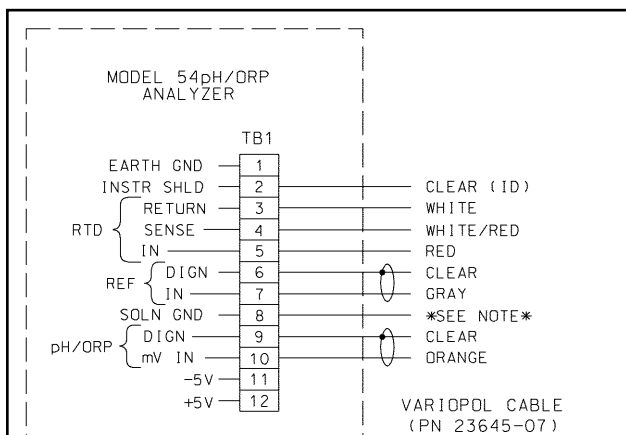 MODEL 54pH/ORP
ANALYZER
TB1
EARTH GND 1
INSTR SHLD 2 CLEAR (ID)
RTD
RETURN 3 WHITE
SENSE 4 WHITE/RED
IN 5 RED
REF
DIGN 6 CLEAR
IN 7 GRAY
SOLN GND 8 *SEE NOTE*
pH/ORP
DIGN 9 CLEAR
mV IN 10 ORANGE
-5V 11
+5V 12
VARIOPOL CABLE
(PN 23645-07)